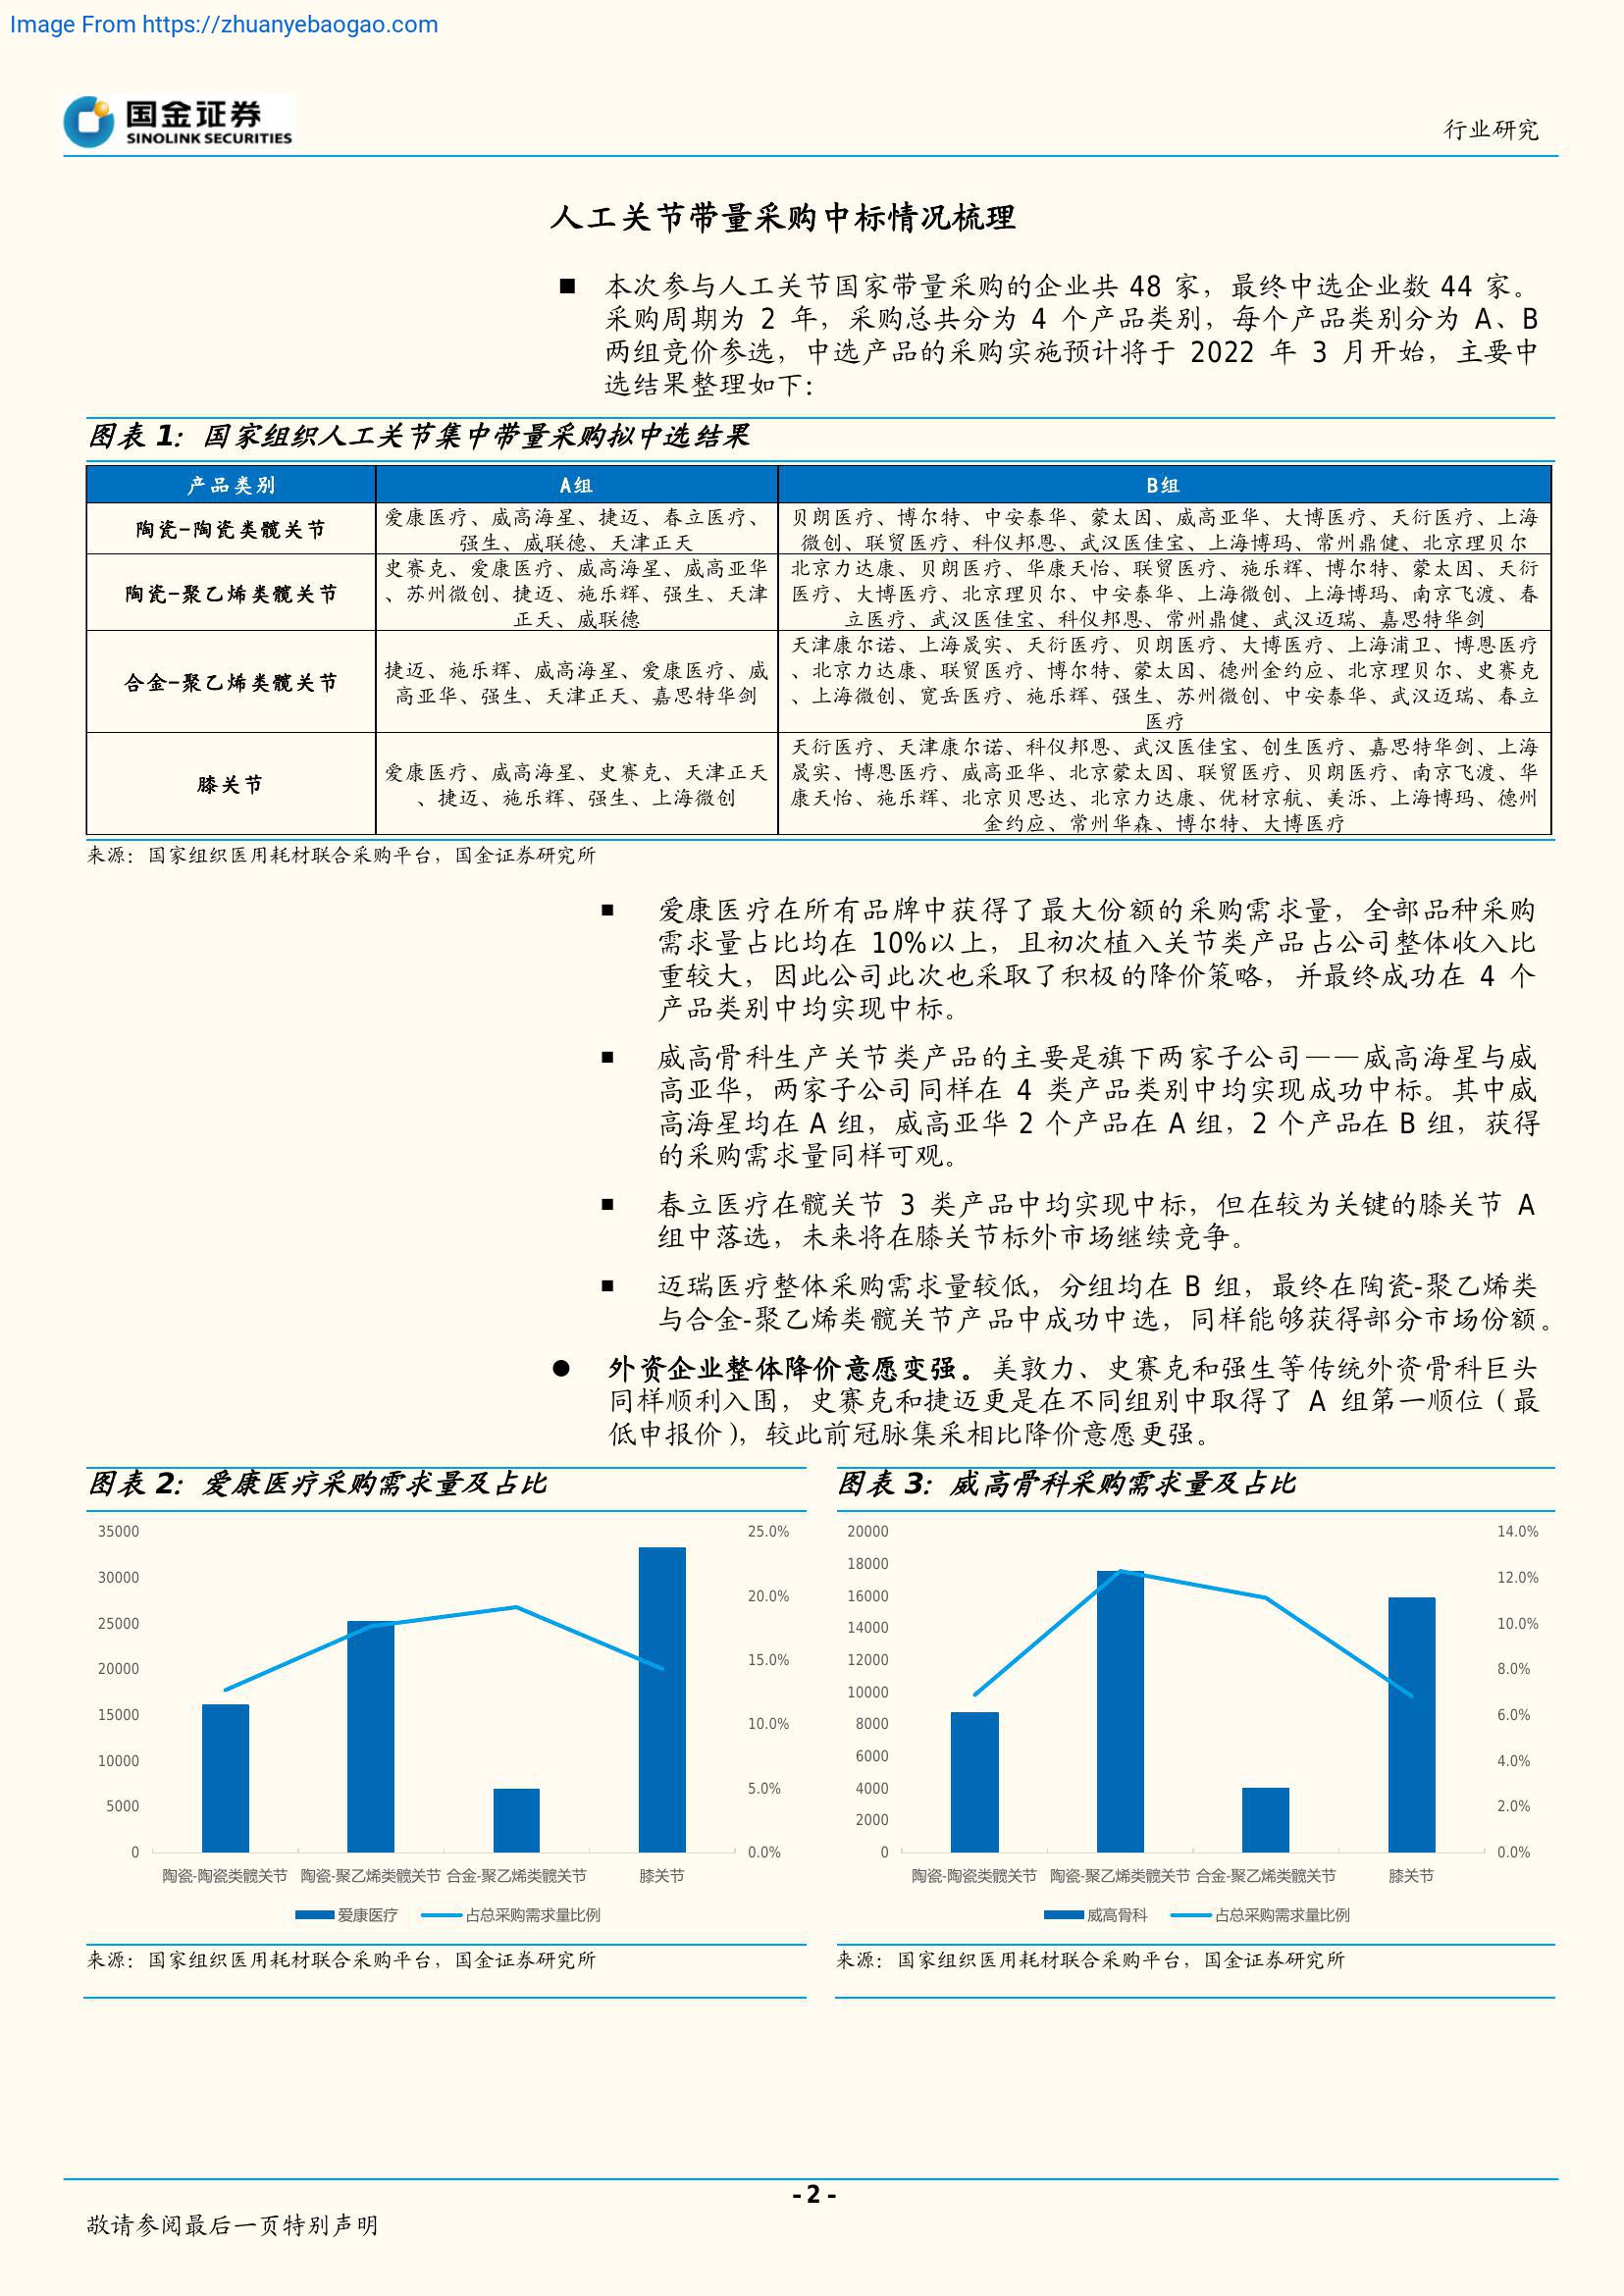 Image From https://zhuanyebaogao.com
国金证券
SINOLINK SECURITIES
行业研究
人工关节带量采购中标情况梳理
■ 本次参与人工关节国家带量采购的企业共 48 家，最终中选企业数 44 家。
采购周期为 2 年，采购总共分为 4 个产品类别，每个产品类别分为 A、B
两组竞价参选，中选产品的采购实施预计将于 2022 年 3 月开始，主要中
选结果整理如下：
图表 1：国家组织人工关节集中带量采购拟中选结果
产品类别 A组 B组
陶瓷-陶瓷类髋关节
爱康医疗、威高海星、捷迈、春立医疗、
强生、威联德、天津正天
贝朗医疗、博尔特、中安泰华、蒙太因、威高亚华、大博医疗、天衍医疗、上海
微创、联贸医疗、科仪邦恩、武汉医佳宝、上海博玛、常州鼎健、北京理贝尔
陶瓷-聚乙烯类髋关节
史赛克、爱康医疗、威高海星、威高亚华
、苏州微创、捷迈、施乐辉、强生、天津
正天、威联德
北京力达康、贝朗医疗、华康天怡、联贸医疗、施乐辉、博尔特、蒙太因、天衍
医疗、大博医疗、北京理贝尔、中安泰华、上海微创、上海博玛、南京飞渡、春
立医疗、武汉医佳宝、科仪邦恩、常州鼎健、武汉迈瑞、嘉思特华剑
合金-聚乙烯类髋关节
捷迈、施乐辉、威高海星、爱康医疗、威
高亚华、强生、天津正天、嘉思特华剑
天津康尔诺、上海晟实、天衍医疗、贝朗医疗、大博医疗、上海浦卫、博恩医疗
、北京力达康、联贸医疗、博尔特、蒙太因、德州金约应、北京理贝尔、史赛克
、上海微创、宽岳医疗、施乐辉、强生、苏州微创、中安泰华、武汉迈瑞、春立
医疗
膝关节
爱康医疗、威高海星、史赛克、天津正天
、捷迈、施乐辉、强生、上海微创
天衍医疗、天津康尔诺、科仪邦恩、武汉医佳宝、创生医疗、嘉思特华剑、上海
晟实、博恩医疗、威高亚华、北京蒙太因、联贸医疗、贝朗医疗、南京飞渡、华
康天怡、施乐辉、北京贝思达、北京力达康、优材京航、美泺、上海博玛、德州
金约应、常州华森、博尔特、大博医疗
来源：国家组织医用耗材联合采购平台，国金证券研究所
■ 爱康医疗在所有品牌中获得了最大份额的采购需求量，全部品种采购
需求量占比均在 10%以上，且初次植入关节类产品占公司整体收入比
重较大，因此公司此次也采取了积极的降价策略，并最终成功在 4 个
产品类别中均实现中标。
■ 威高骨科生产关节类产品的主要是旗下两家子公司——威高海星与威
高亚华，两家子公司同样在 4 类产品类别中均实现成功中标。其中威
高海星均在 A 组，威高亚华 2 个产品在 A 组，2 个产品在 B 组，获得
的采购需求量同样可观。
■ 春立医疗在髋关节 3 类产品中均实现中标，但在较为关键的膝关节 A
组中落选，未来将在膝关节标外市场继续竞争。
■ 迈瑞医疗整体采购需求量较低，分组均在 B 组，最终在陶瓷-聚乙烯类
与合金-聚乙烯类髋关节产品中成功中选，同样能够获得部分市场份额。
● 外资企业整体降价意愿变强。美敦力、史赛克和强生等传统外资骨科巨头
同样顺利入围，史赛克和捷迈更是在不同组别中取得了 A 组第一顺位（最
低申报价），较此前冠脉集采相比降价意愿更强。
图表 2：爱康医疗采购需求量及占比
35000
30000
25000
20000
15000
10000
5000
0
25.0%
20.0%
15.0%
10.0%
5.0%
0.0%
陶瓷-陶瓷类髋关节 陶瓷-聚乙烯类髋关节 合金-聚乙烯类髋关节 膝关节
爱康医疗 占总采购需求量比例
来源：国家组织医用耗材联合采购平台，国金证券研究所
图表 3：威高骨科采购需求量及占比
20000
18000
16000
14000
12000
10000
8000
6000
4000
2000
0
14.0%
12.0%
10.0%
8.0%
6.0%
4.0%
2.0%
0.0%
陶瓷-陶瓷类髋关节 陶瓷-聚乙烯类髋关节 合金-聚乙烯类髋关节 膝关节
威高骨科 占总采购需求量比例
来源：国家组织医用耗材联合采购平台，国金证券研究所
- 2 -
敬请参阅最后一页特别声明